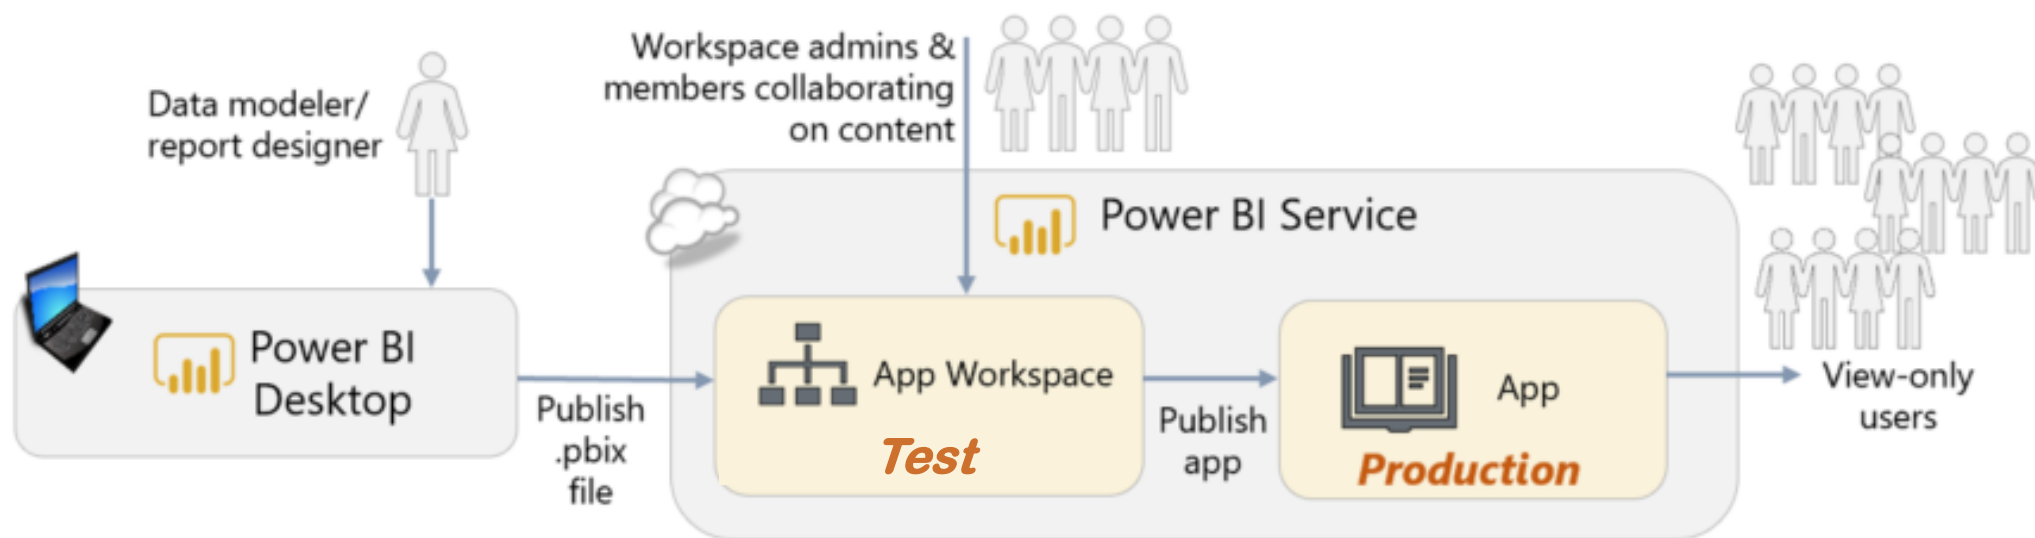 Data modeler/
report designer
Workspace admins &
members collaborating
on content
Power BI Service
Power BI
Desktop
Publish
.pbix
file
App Workspace
Test
Publish
app
App
Production
View-only
users